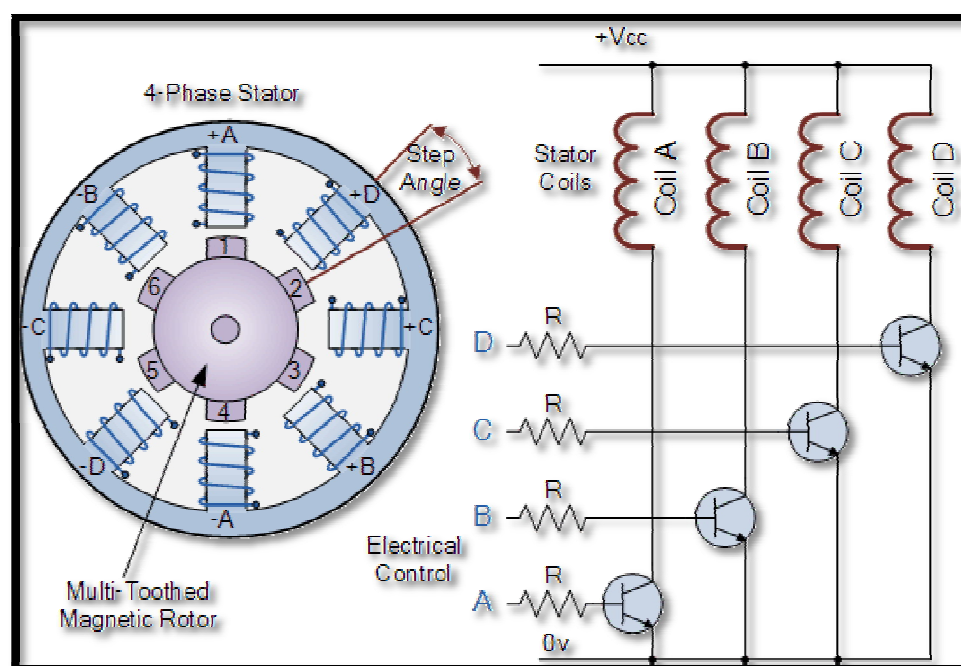 4-Phase Stator
+A
-B
+D
Step
Angle
1
6
2
-C
+C
5
3
4
-D
+B
-A
Multi-Toothed
Magnetic Rotor
+Vcc
Stator
Coils
Coil A
Coil B
Coil C
Coil D
D
R
C
R
B
R
Electrical
Control
A
R
0v